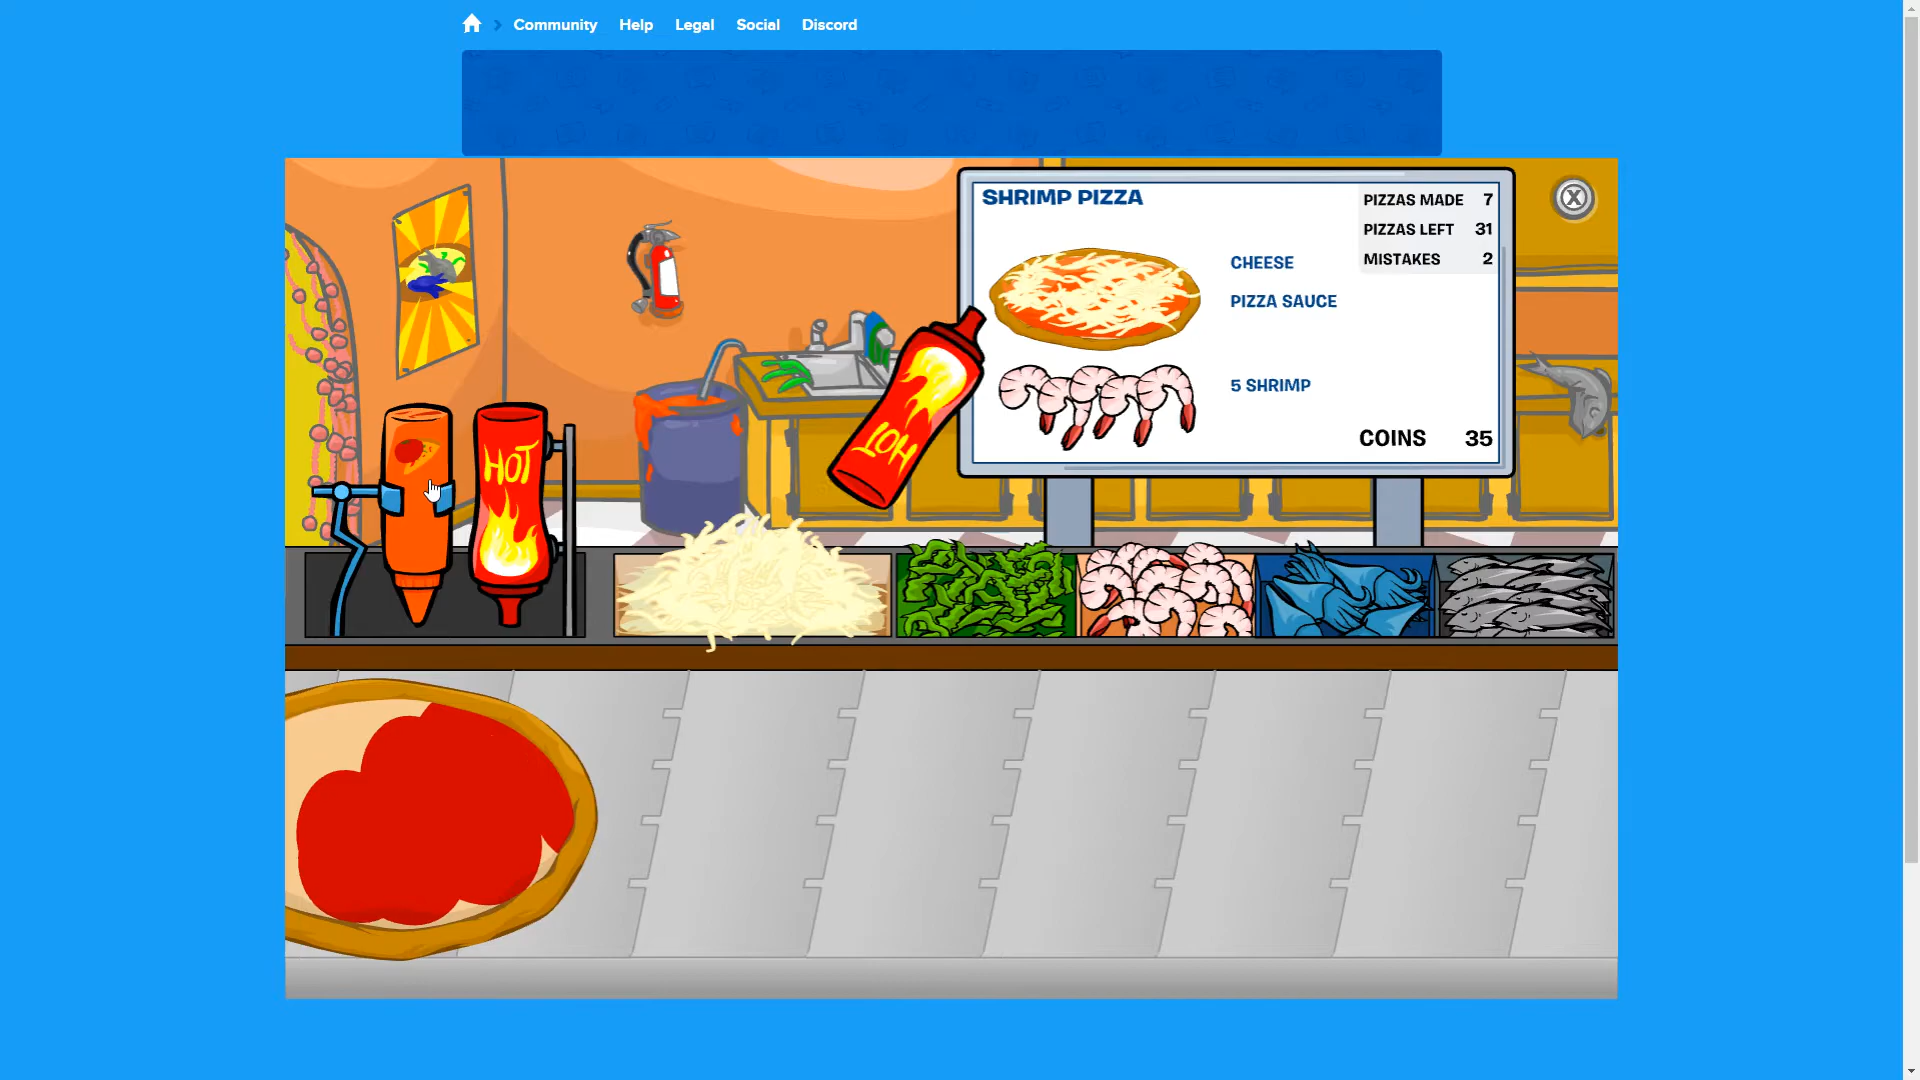 Community Help Legal Social Discord
SHRIMP PIZZA
PIZZAS MADE 7
PIZZAS LEFT 31
MISTAKES 2
CHEESE
PIZZA SAUCE
5 SHRIMP
COINS 35
HOT
HOT